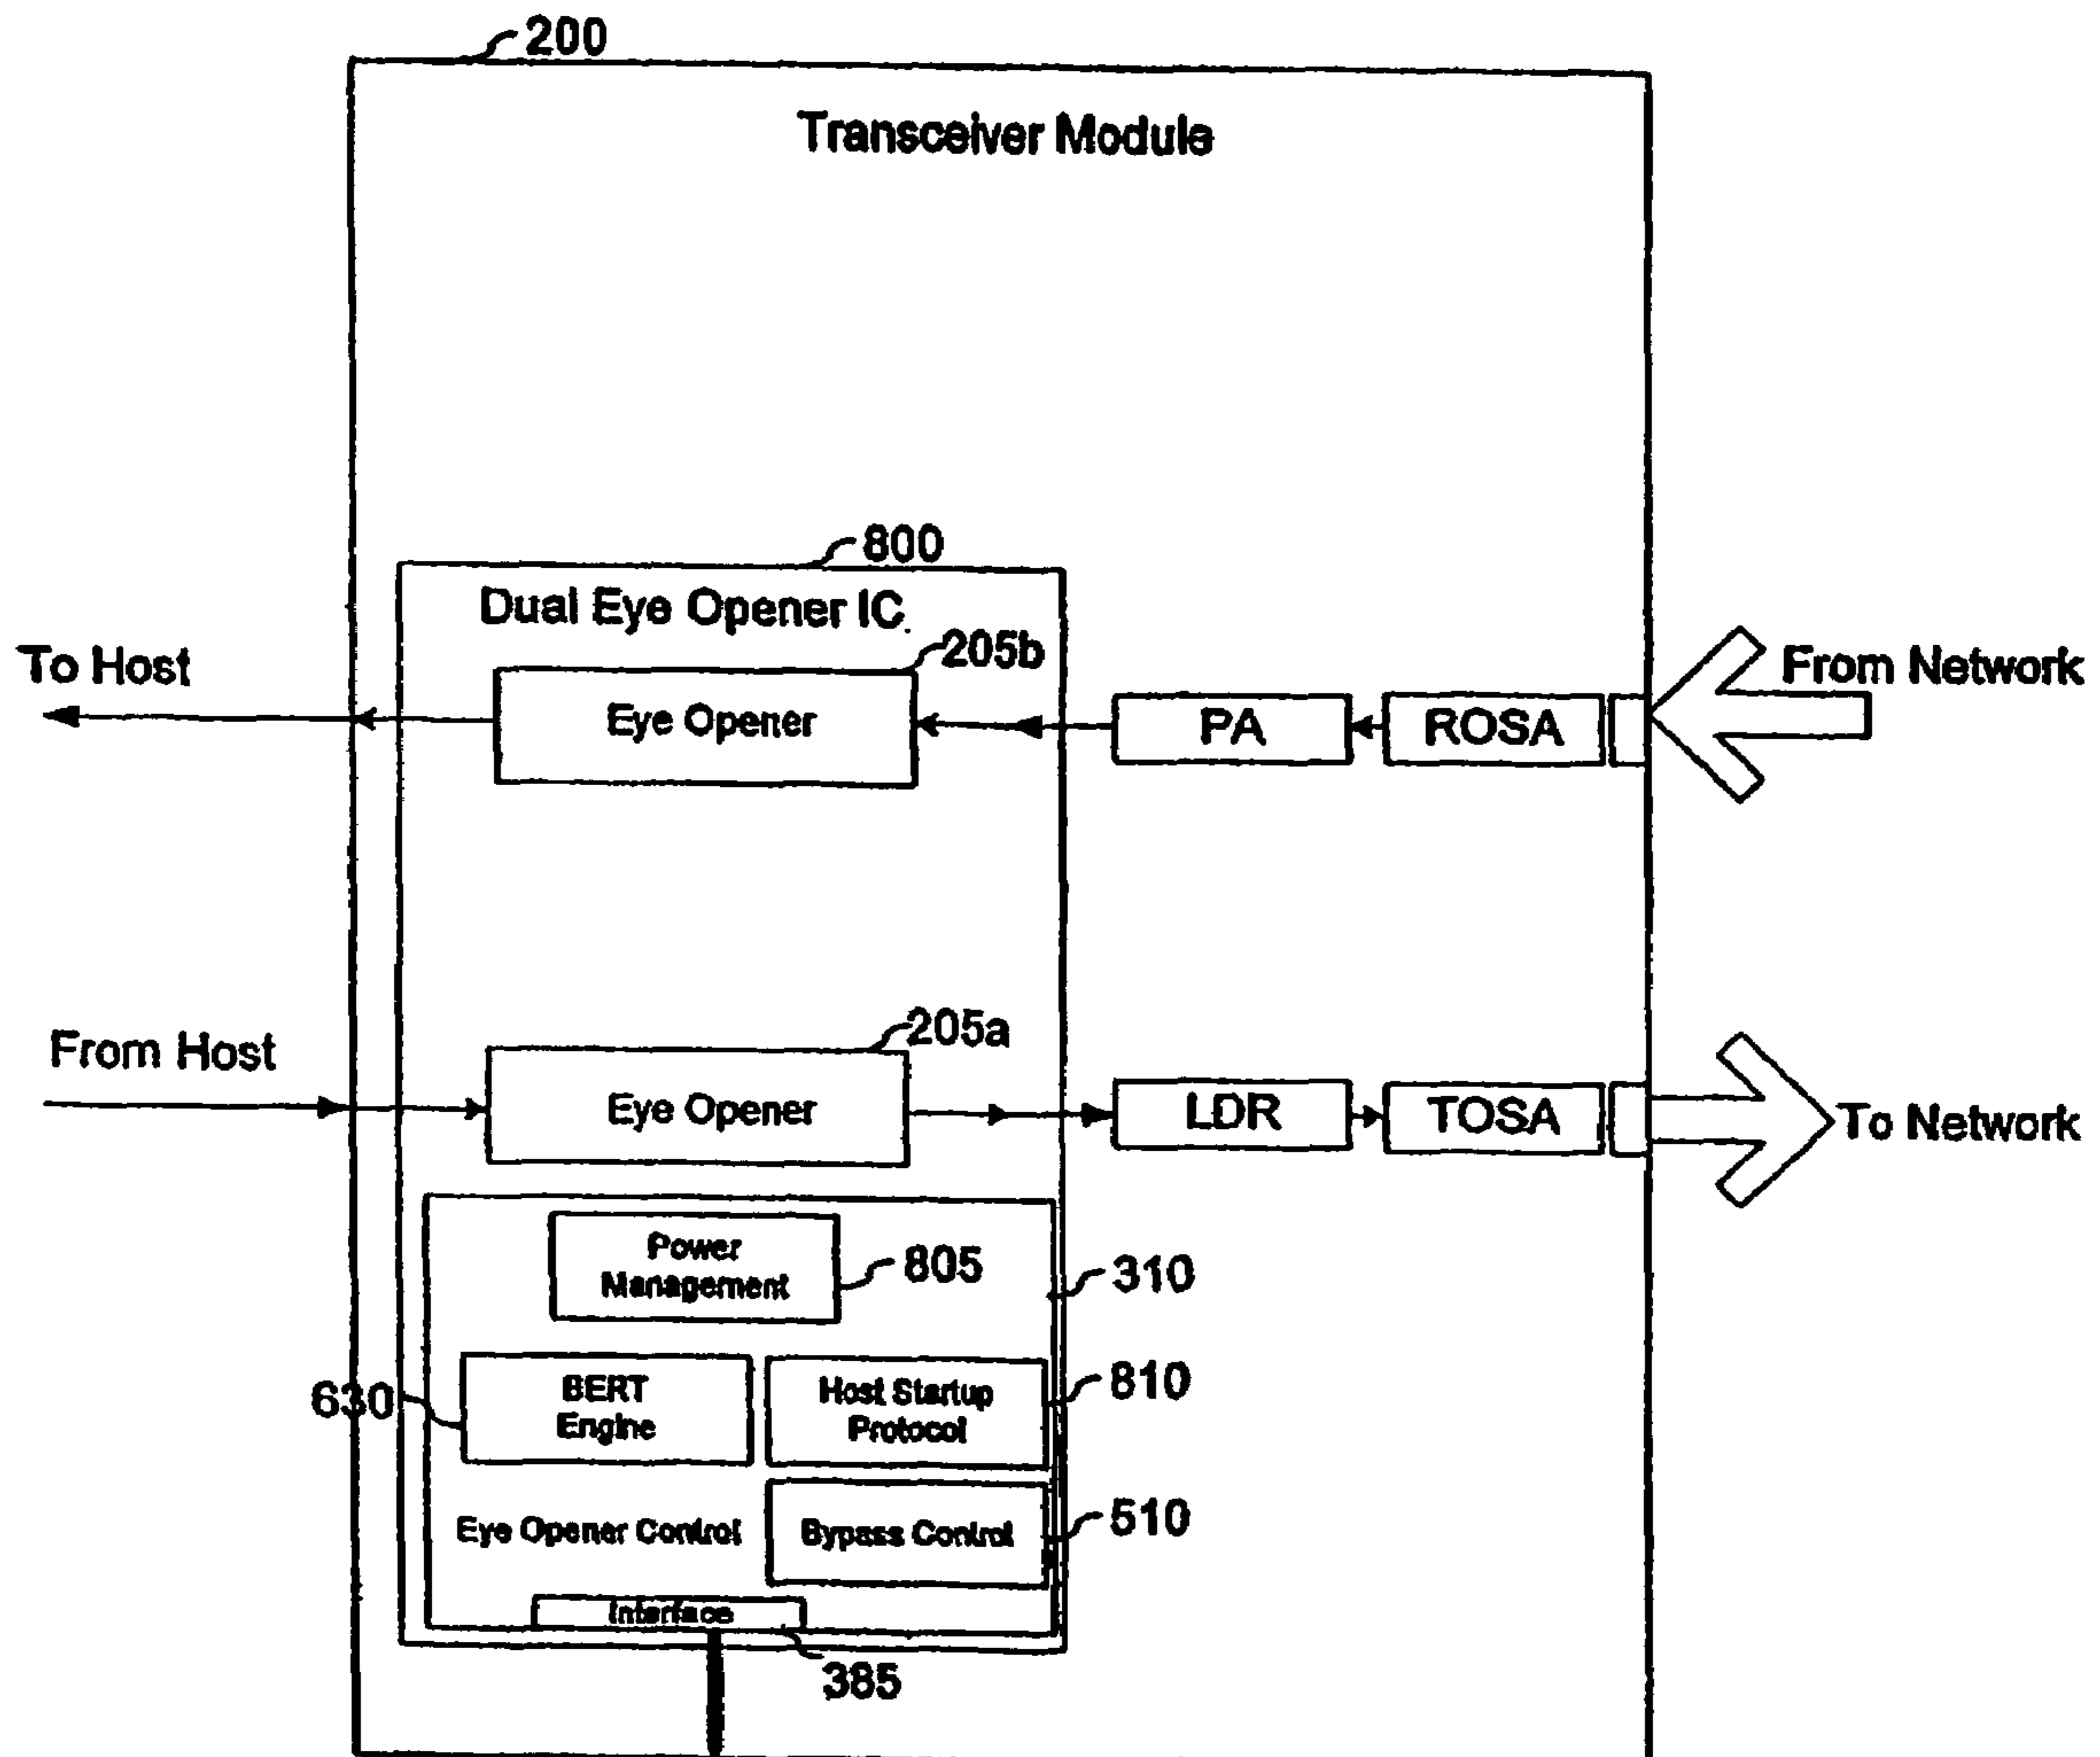 200
Transceiver Module
800
Dual Eye Opener IC
205b
To Host
From Network
Eye Opener
PA
ROSA
205a
From Host
Eye Opener
LDR
TOSA
To Network
Power
Management
805
310
630
BERT
Engine
Host Startup
Protocol
810
Eye Opener Control
Bypass Control
510
Interface
385